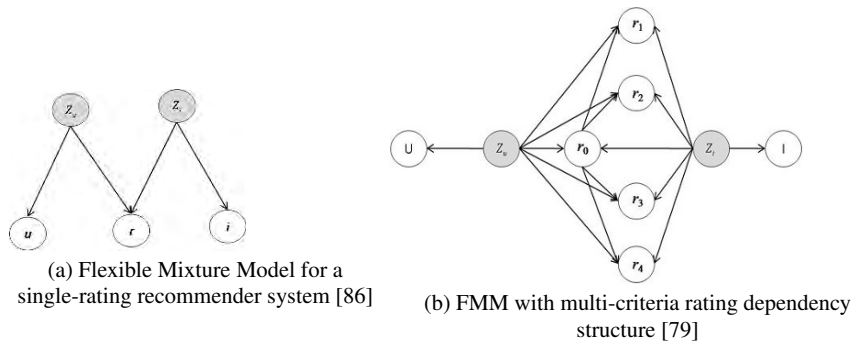 Z_u
Z_i
u
r
i
(a) Flexible Mixture Model for a
single-rating recommender system [86]
r_1
r_2
U
Z_u
r_0
Z_i
I
r_3
r_4
(b) FMM with multi-criteria rating dependency
structure [79]